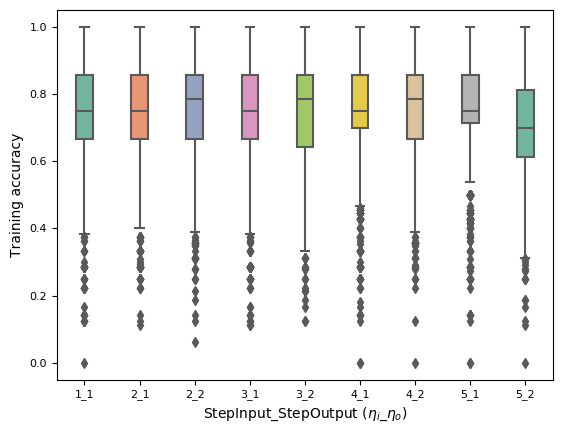 1.0
0.8
0.6
0.4
0.2
0.0
Training accuracy
1_1 2_1 2_2 3_1 3_2 4_1 4_2 5_1 5_2
StepInput_StepOutput (ηi_ηo)